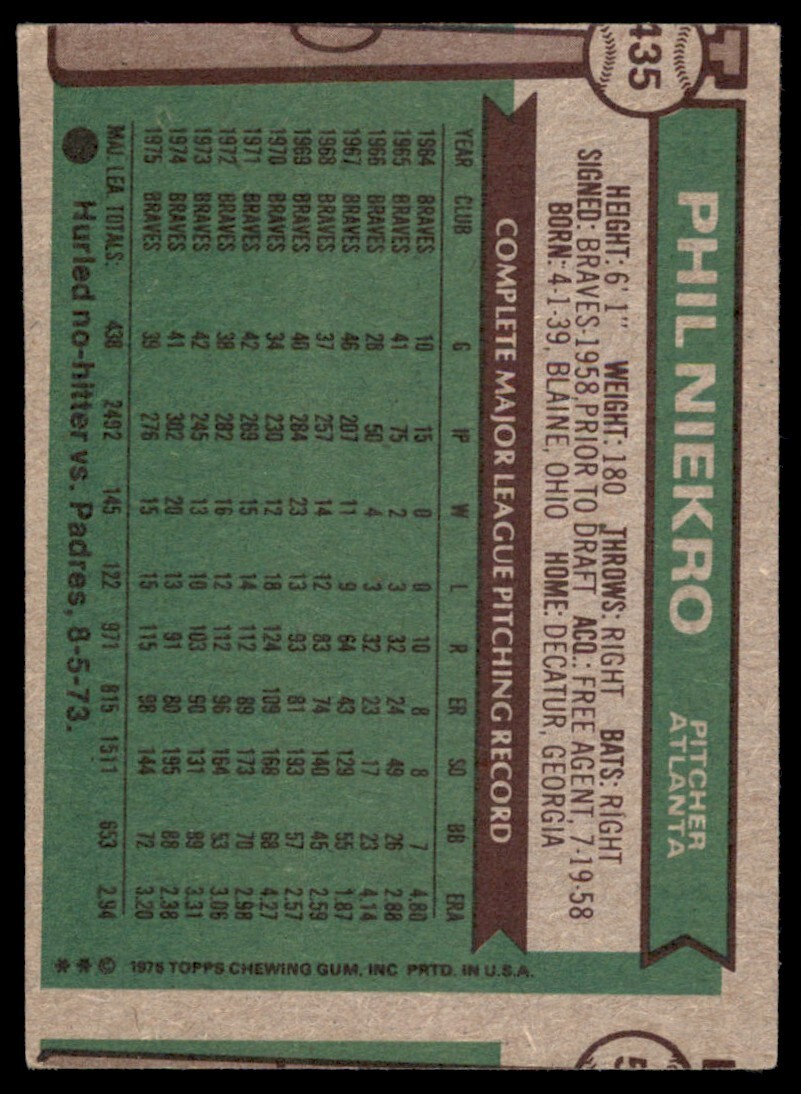 435
PHIL NIEKRO
PITCHER
ATLANTA
HEIGHT: 6' 1" WEIGHT: 180 THROWS: RIGHT BATS: RIGHT
SIGNED: BRAVES-1958, PRIOR TO DRAFT ACQ.: FREE AGENT, 7-19-58
BORN: 4-1-39, BLAINE, OHIO HOME: DECATUR, GEORGIA
COMPLETE MAJOR LEAGUE PITCHING RECORD
YEAR CLUB G IP W L R ER SO BB ERA
1964 BRAVES 10 15 0 0 10 8 8 7 4.80
1965 BRAVES 41 75 2 3 32 24 49 26 2.88
1966 BRAVES 28 50 4 3 32 23 17 23 4.14
1967 BRAVES 46 207 11 9 64 43 129 55 1.87
1968 BRAVES 37 257 14 12 83 74 140 45 2.59
1969 BRAVES 40 284 23 13 93 81 193 57 2.57
1970 BRAVES 34 230 12 18 124 109 168 68 4.27
1971 BRAVES 42 269 15 14 112 89 173 70 2.98
1972 BRAVES 38 282 16 12 112 96 164 53 3.06
1973 BRAVES 42 245 13 10 103 90 131 89 3.31
1974 BRAVES 41 302 20 13 91 80 195 88 2.38
1975 BRAVES 39 276 15 15 115 98 144 72 3.20
MAJ. LEA. TOTALS: 438 2492 145 122 971 815 1511 653 2.94
Hurled no-hitter vs. Padres, 8-5-73.
* * © 1976 TOPPS CHEWING GUM, INC PRTD. IN U.S.A.
5